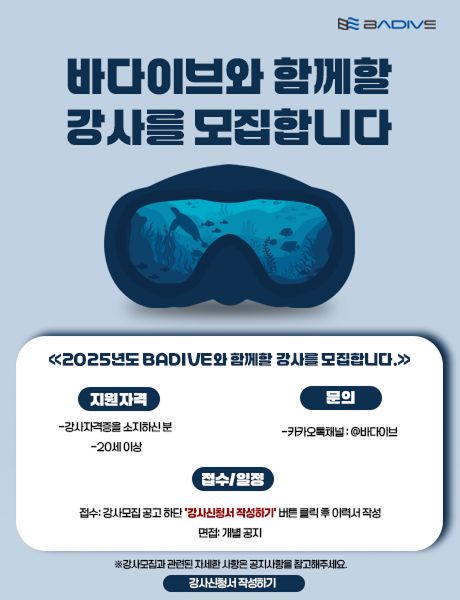 BADIVE
바다이브와 함께할
강사를 모집합니다
≪2025년도 BADIVE와 함께할 강사를 모집합니다.≫
지원자격
-강사자격증을 소지하신 분
-20세 이상
문의
-카카오톡채널 : @바다이브
접수/일정
접수: 강사모집 공고 하단 '강사신청서 작성하기' 버튼 클릭 후 이력서 작성
면접: 개별 공지
※강사모집과 관련된 자세한 사항은 공지사항을 참고해주세요.
강사신청서 작성하기